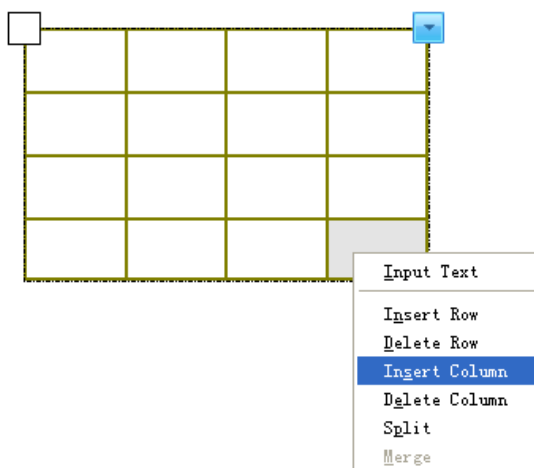 Input Text
Insert Row
Delete Row
Insert Column
Delete Column
Split
Merge